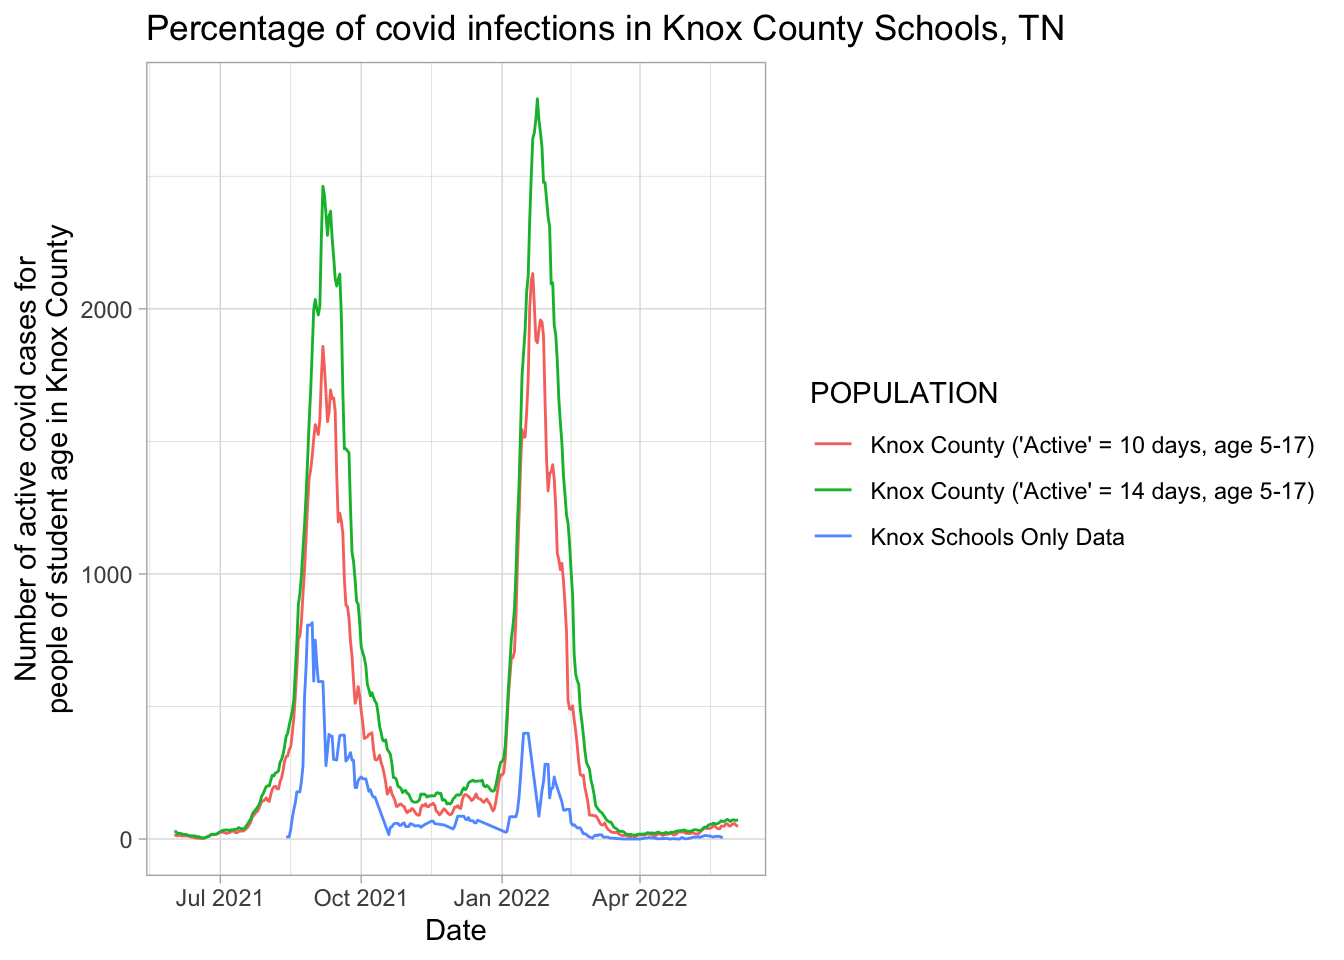 Percentage of covid infections in Knox County Schools, TN
Number of active covid cases for
people of student age in Knox County
2000
1000
0
Jul 2021
Oct 2021
Jan 2022
Apr 2022
Date
POPULATION
Knox County ('Active' = 10 days, age 5-17)
Knox County ('Active' = 14 days, age 5-17)
Knox Schools Only Data